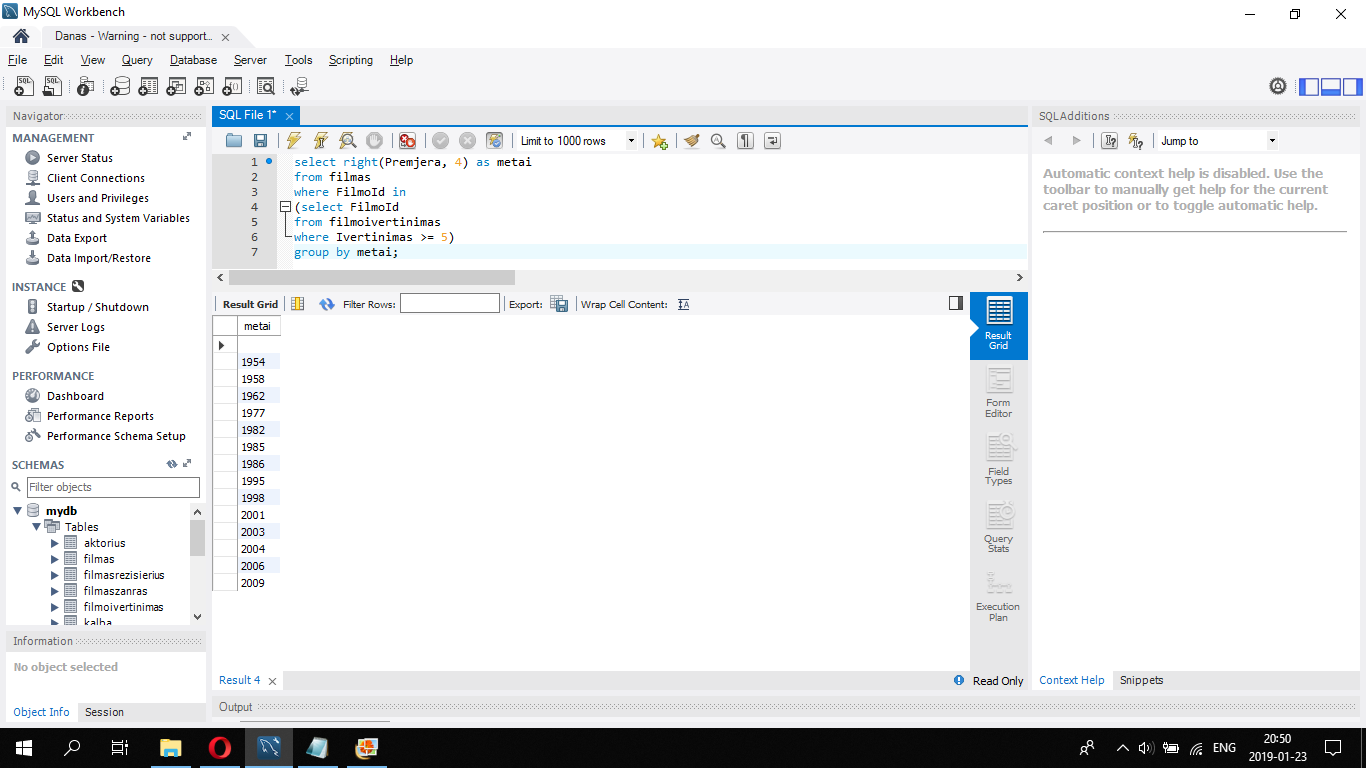 MySQL Workbench
Danas - Warning - not support...
File Edit View Query Database Server Tools Scripting Help
Navigator
MANAGEMENT
Server Status
Client Connections
Users and Privileges
Status and System Variables
Data Export
Data Import/Restore
INSTANCE
Startup / Shutdown
Server Logs
Options File
PERFORMANCE
Dashboard
Performance Reports
Performance Schema Setup
SCHEMAS
Filter objects
mydb
Tables
aktorius
filmas
filmasrezisierius
filmaszanras
filmoivertinimas
kalba
Information
No object selected
Object Info Session
SQL File 1*
Limit to 1000 rows
1 select right(Premjera, 4) as metai
2 from filmas
3 where FilmoId in
4 (select FilmoId
5 from filmoivertinimas
6 where Ivertinimas >= 5)
7 group by metai;
Result Grid Filter Rows: Export: Wrap Cell Content:
metai
1954
1958
1962
1977
1982
1985
1986
1995
1998
2001
2003
2004
2006
2009
Result
Grid
Form
Editor
Field
Types
Query
Stats
Execution
Plan
Result 4
Read Only
Output
SQLAdditions
Jump to
Automatic context help is disabled. Use the
toolbar to manually get help for the current
caret position or to toggle automatic help.
Context Help Snippets
ENG
20:50
2019-01-23